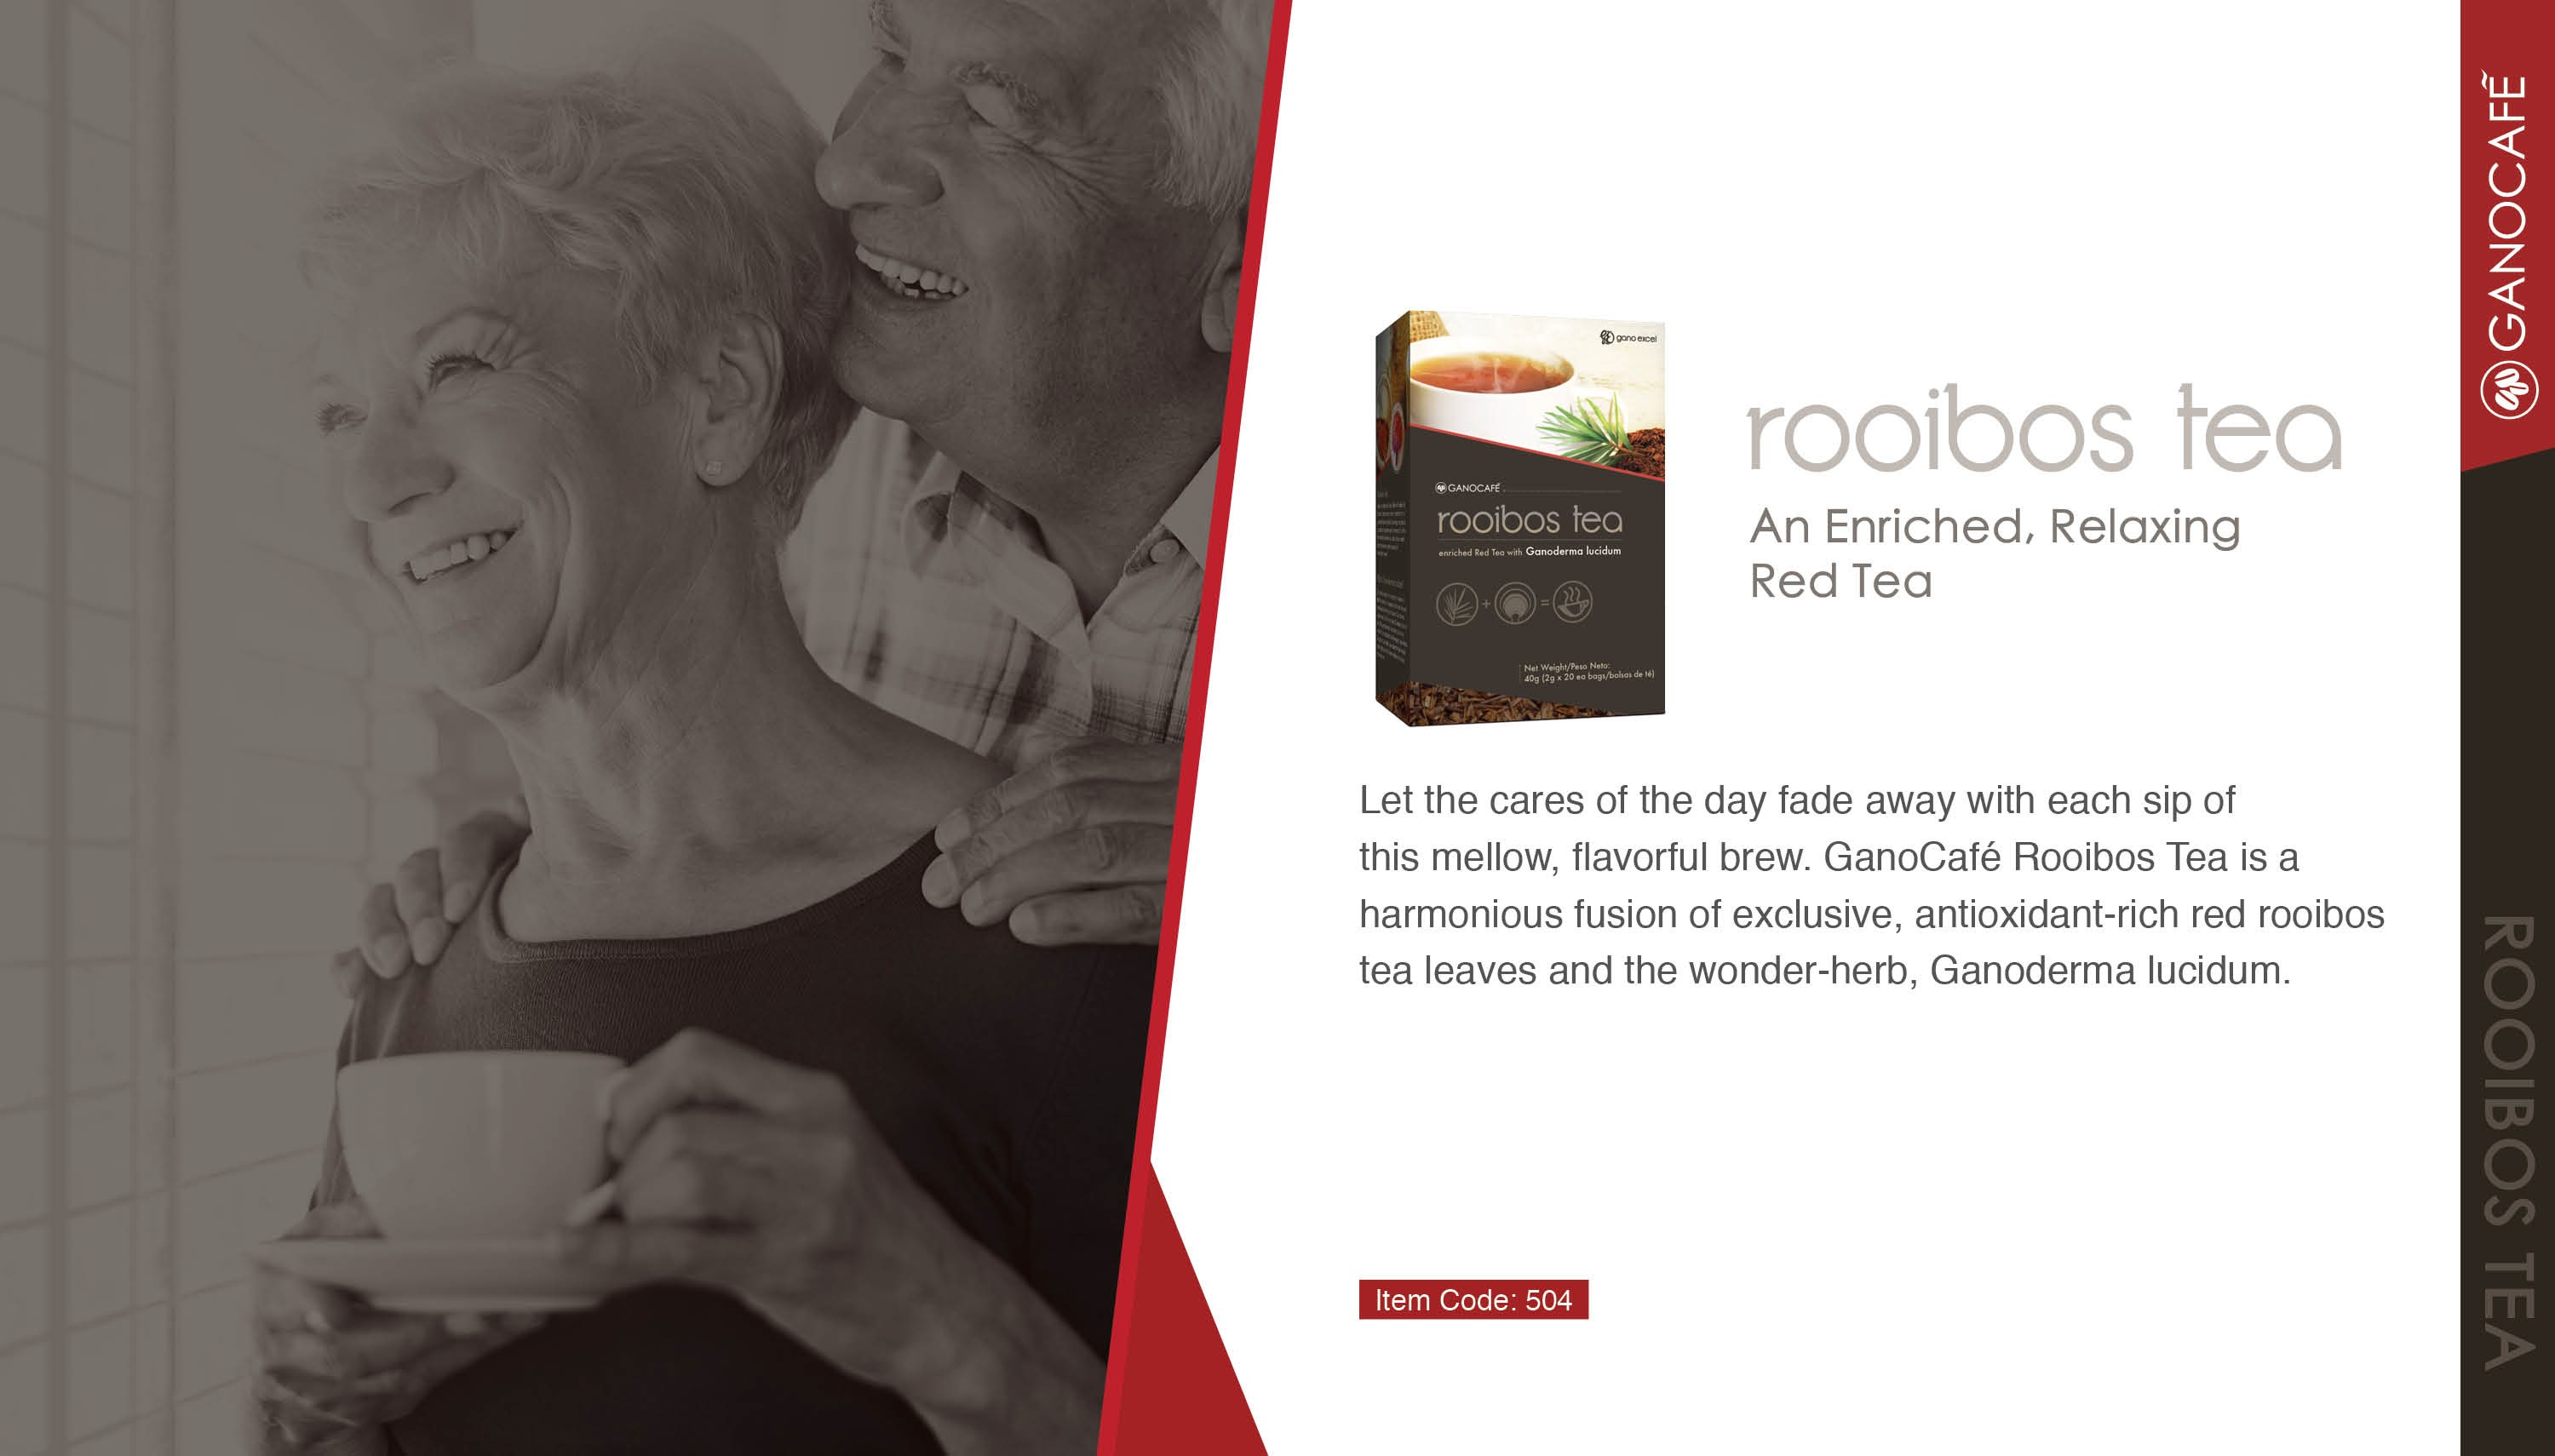 gano excel
GANOCAFÉ
rooibos tea
enriched Red Tea with Ganoderma lucidum
+ =
Net Weight/Peso Neto:
40g (2g x 20 ea bags/bolsas de té)
rooibos tea
An Enriched, Relaxing
Red Tea
Let the cares of the day fade away with each sip of
this mellow, flavorful brew. GanoCafé Rooibos Tea is a
harmonious fusion of exclusive, antioxidant-rich red rooibos
tea leaves and the wonder-herb, Ganoderma lucidum.
Item Code: 504
GANOCAFÉ
ROOIBOS TEA